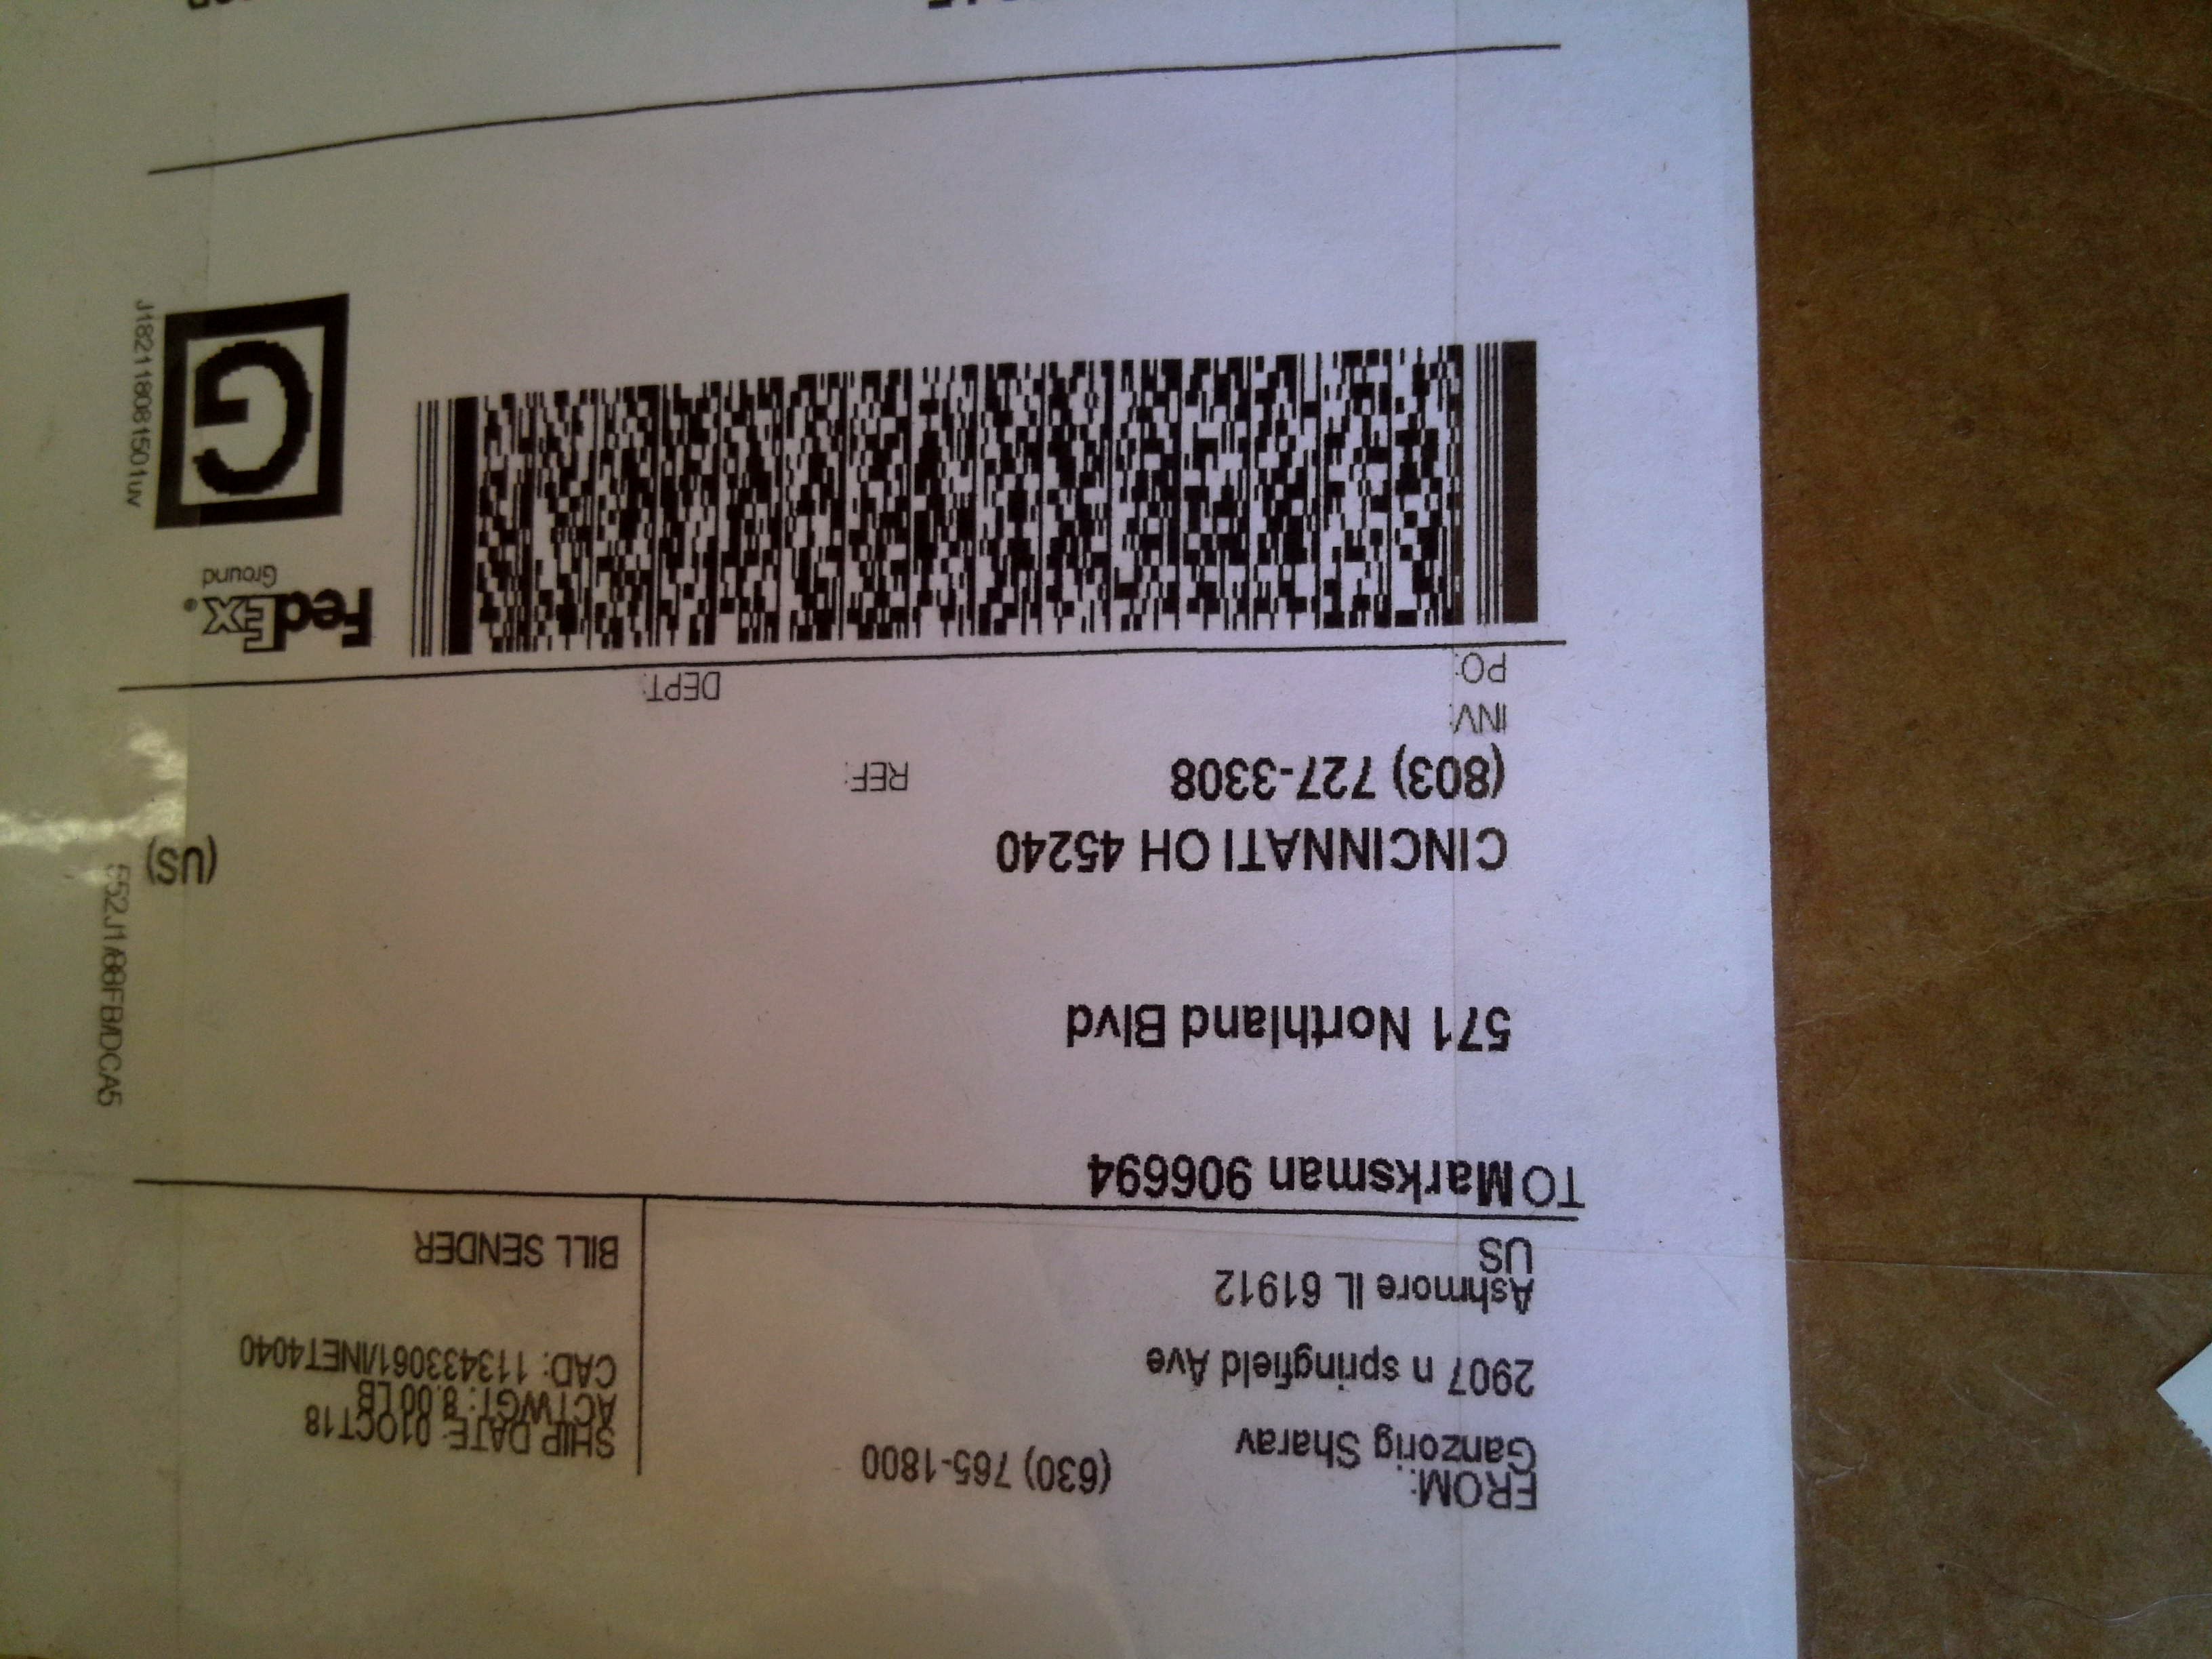 FROM: (630) 765-1800
Ganzorig Sharav
2907 n springfield Ave
Ashmore IL 61912
US
SHIP DATE: 01OCT18
ACTWGT: 8.00 LB
CAD: 113433061/INET4040
BILL SENDER
TO Marksman 906694
571 Northland Blvd
CINCINNATI OH 45240
(US)
(803) 727-3308
REF:
INV:
PO:
DEPT:
FedEx®
Ground
G
J182118081501uv
552J1/88FB/DCA5